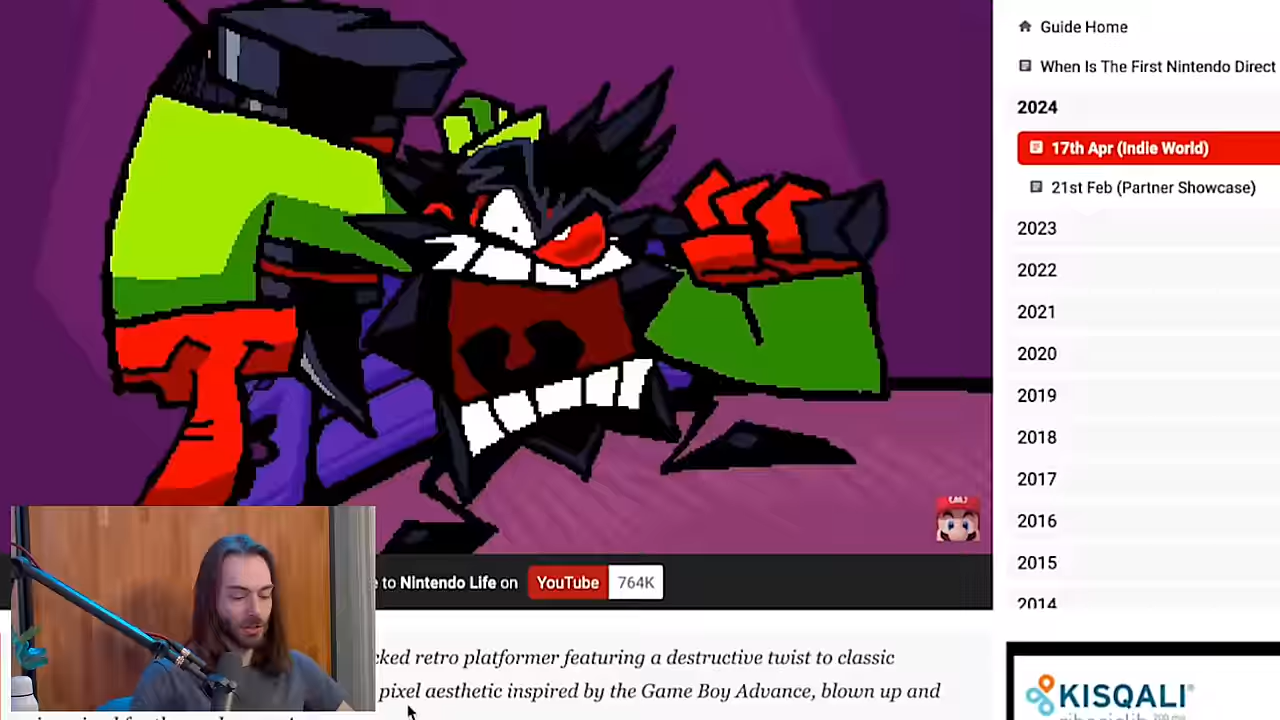 Guide Home
When Is The First Nintendo Direct
2024
17th Apr (Indie World)
21st Feb (Partner Showcase)
2023
2022
2021
2020
2019
2018
2017
2016
2015
2014
to Nintendo Life on YouTube 764K
retro platformer featuring a destructive twist to classic
pixel aesthetic inspired by the Game Boy Advance, blown up and
KISQALI®